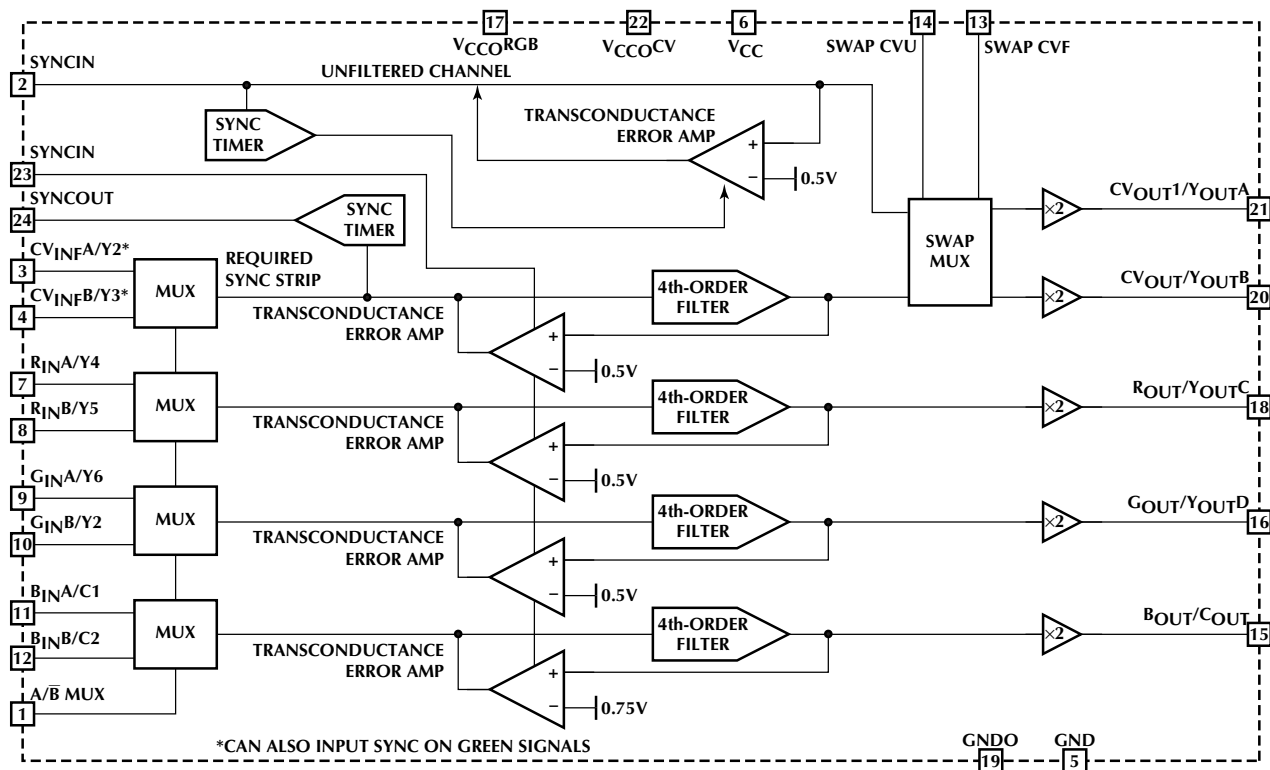 17
22
6
14
13
VCCORGB
VCCOCV
VCC
SWAP CVU
SWAP CVF
SYNCIN
2
UNFILTERED CHANNEL
SYNC
TIMER
TRANSCONDUCTANCE
ERROR AMP
+
−
0.5V
SYNCIN
23
SYNCOUT
24
SYNC
TIMER
SWAP
MUX
×2
CVOUT1/YOUTA
21
CVINFA/Y2*
3
CVINFB/Y3*
4
MUX
REQUIRED
SYNC STRIP
TRANSCONDUCTANCE
ERROR AMP
+
−
0.5V
4th-ORDER
FILTER
×2
CVOUT/YOUTB
20
RINA/Y4
7
RINB/Y5
8
MUX
TRANSCONDUCTANCE
ERROR AMP
+
−
0.5V
4th-ORDER
FILTER
×2
ROUT/YOUTC
18
GINA/Y6
9
GINB/Y2
10
MUX
TRANSCONDUCTANCE
ERROR AMP
+
−
0.5V
4th-ORDER
FILTER
×2
GOUT/YOUTD
16
BINA/C1
11
BINB/C2
12
MUX
TRANSCONDUCTANCE
ERROR AMP
+
−
0.75V
4th-ORDER
FILTER
×2
BOUT/COUT
15
A/B̅ MUX
1
*CAN ALSO INPUT SYNC ON GREEN SIGNALS
GNDO
19
GND
5